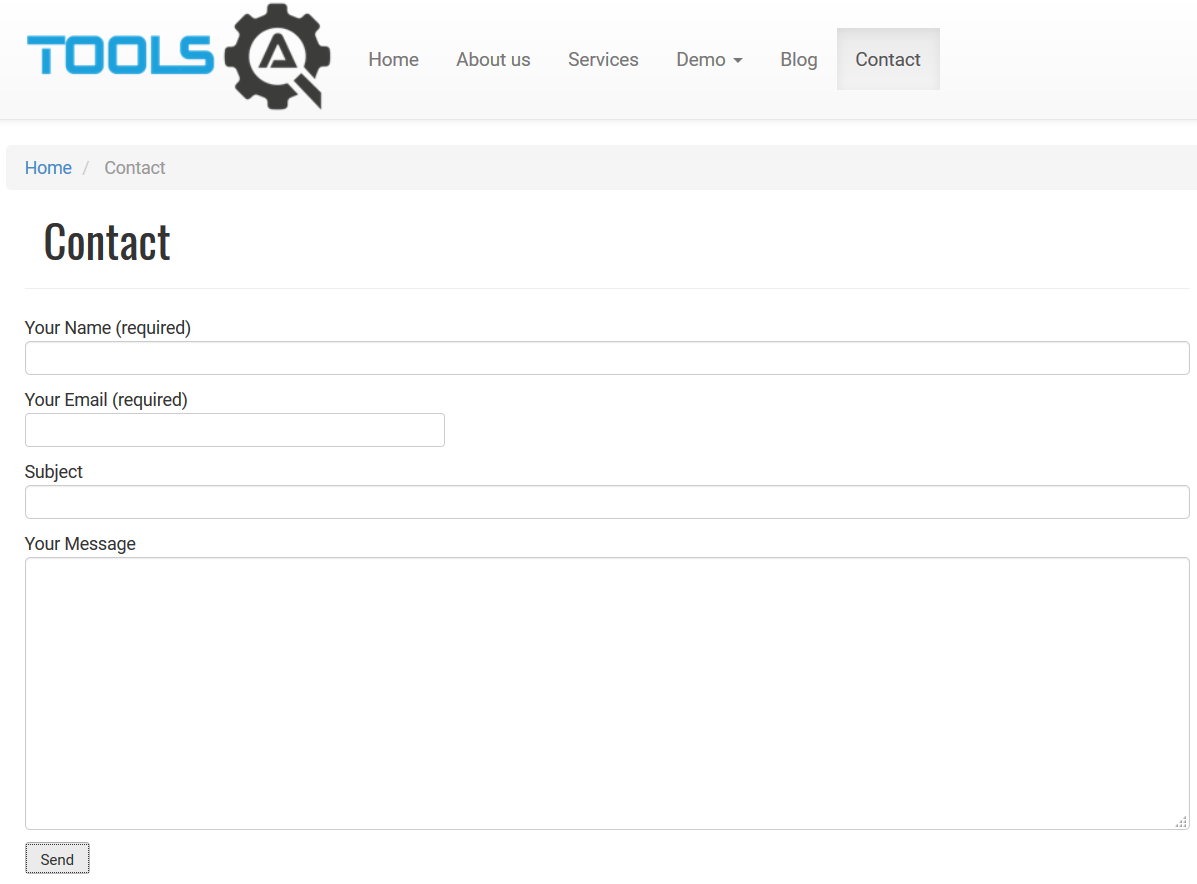 TOOLS QA Home About us Services Demo Blog Contact
Home / Contact
Contact
Your Name (required)
Your Email (required)
Subject
Your Message
Send